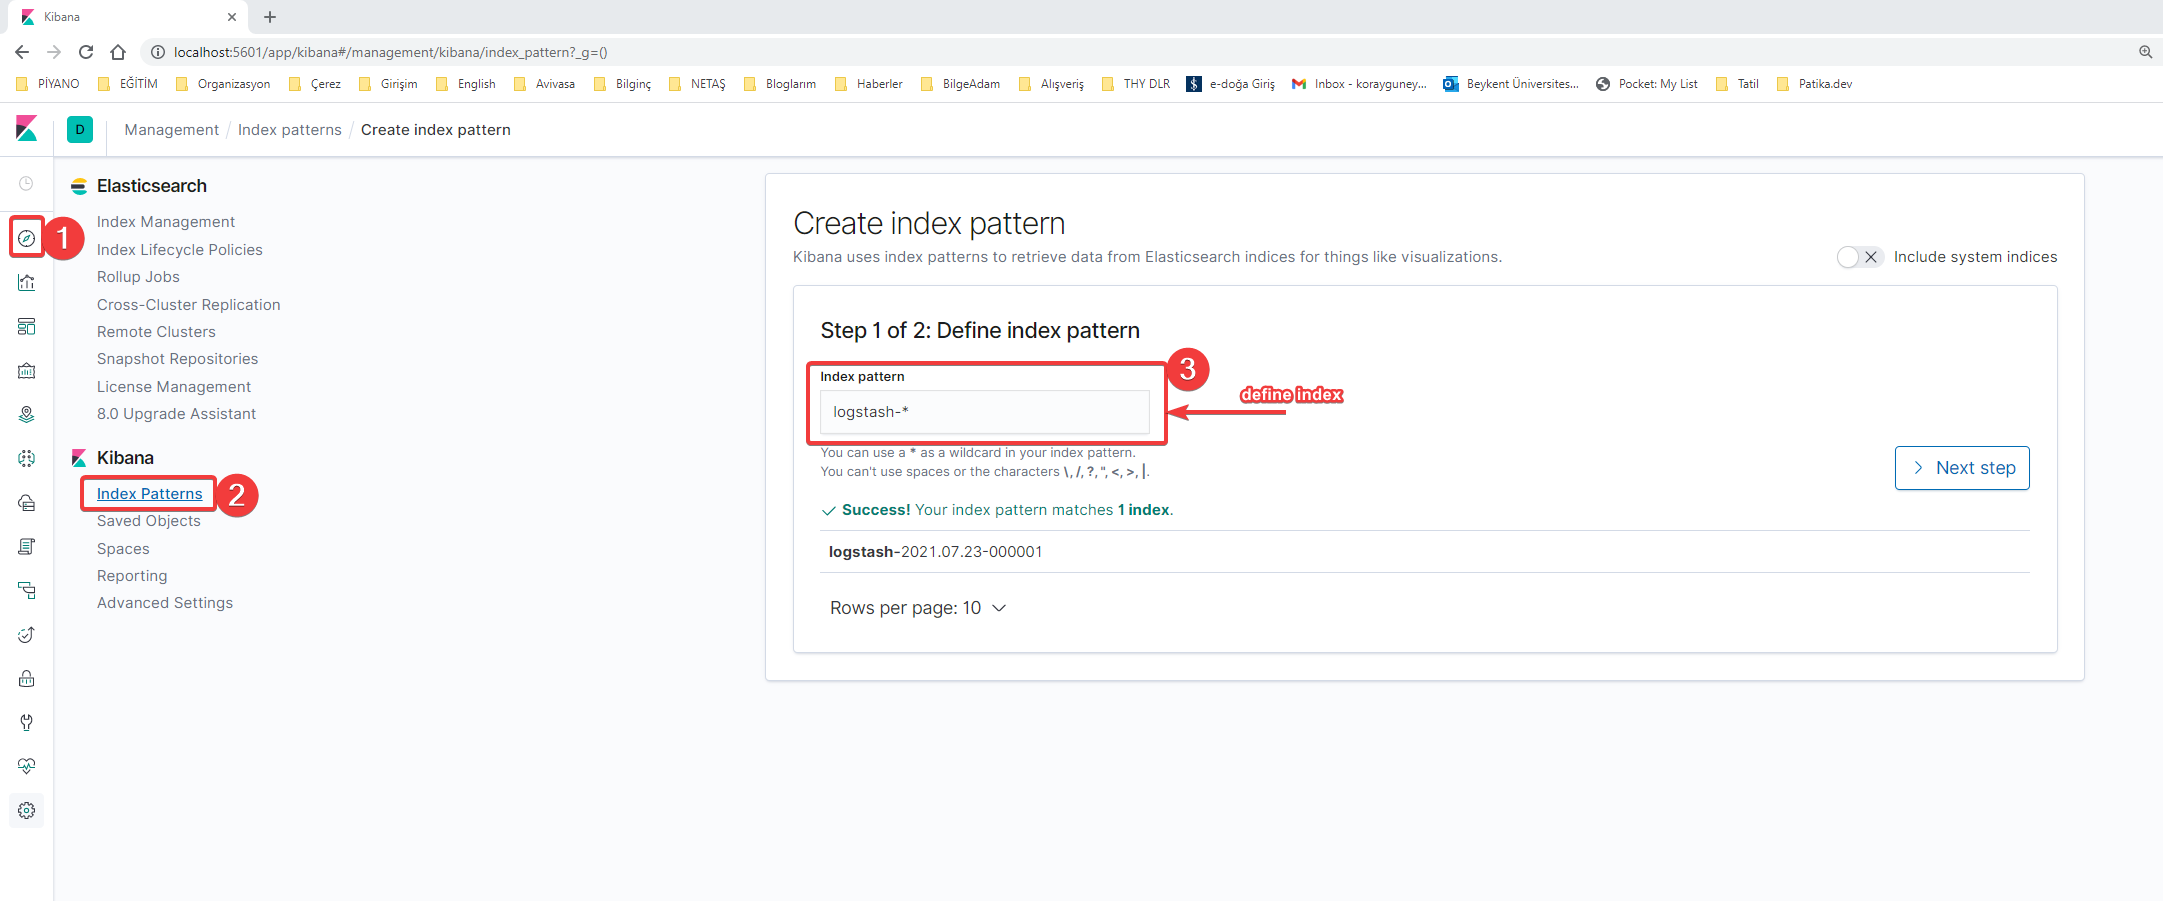 Kibana
localhost:5601/app/kibana#/management/kibana/index_pattern?_g=()
PİYANO EĞİTİM Organizasyon Çerez Girişim English Avivasa Bilginç NETAŞ Bloglarım Haberler BilgeAdam Alışveriş THY DLR $ e-doğa Giriş Inbox - korayguney... Beykent Üniversites... Pocket: My List Tatil Patika.dev
D Management / Index patterns / Create index pattern
Elasticsearch
Index Management
1
Index Lifecycle Policies
Rollup Jobs
Cross-Cluster Replication
Remote Clusters
Snapshot Repositories
License Management
8.0 Upgrade Assistant
Kibana
Index Patterns 2
Saved Objects
Spaces
Reporting
Advanced Settings
Create index pattern
Kibana uses index patterns to retrieve data from Elasticsearch indices for things like visualizations.
Include system indices
Step 1 of 2: Define index pattern
Index pattern 3
define index
logstash-*
You can use a * as a wildcard in your index pattern.
You can't use spaces or the characters \, /, ?, ", <, >, |.
Next step
Success! Your index pattern matches 1 index.
logstash-2021.07.23-000001
Rows per page: 10